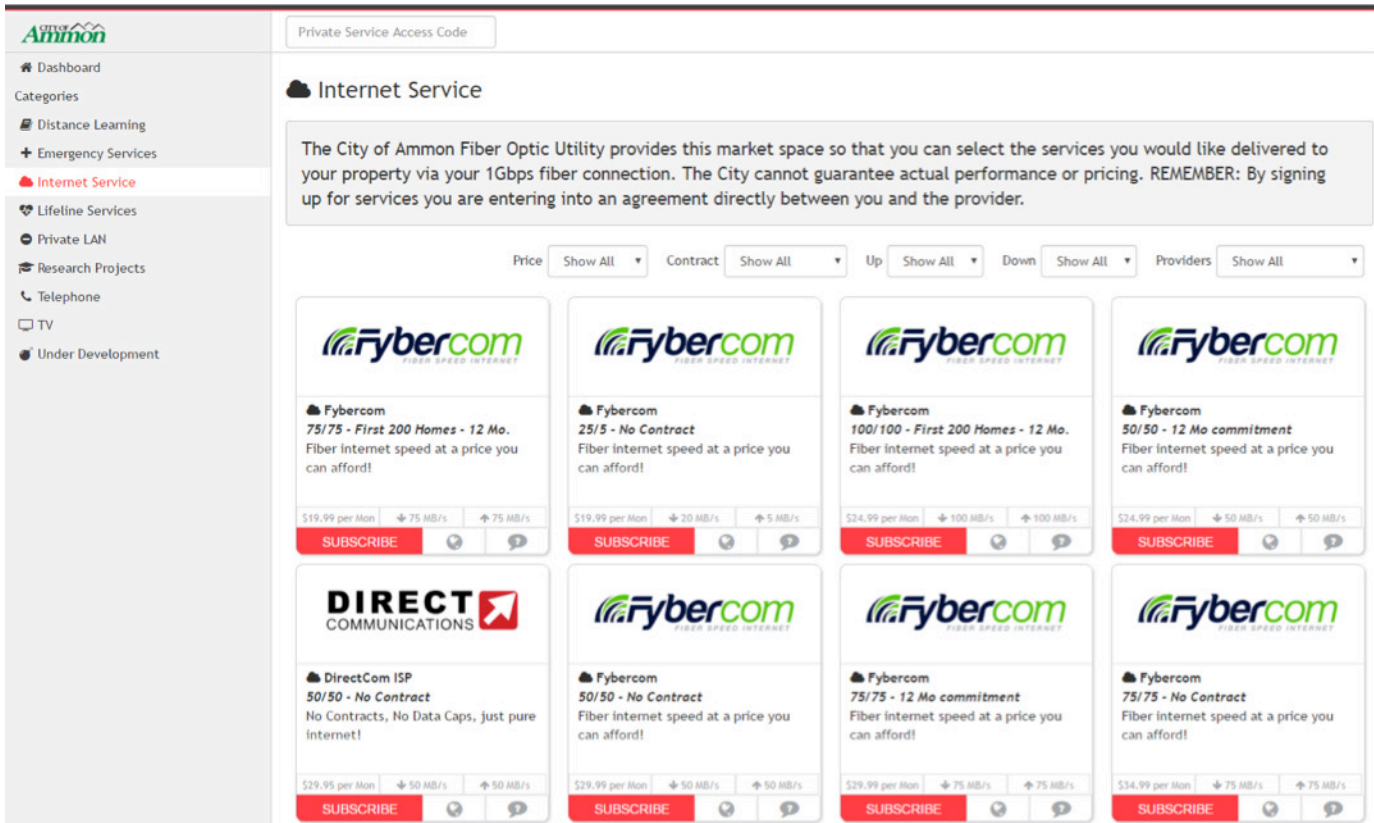 CITY OF
Ammon
Private Service Access Code
Dashboard
Categories
Distance Learning
Emergency Services
Internet Service
Lifeline Services
Private LAN
Research Projects
Telephone
TV
Under Development
Internet Service
The City of Ammon Fiber Optic Utility provides this market space so that you can select the services you would like delivered to
your property via your 1Gbps fiber connection. The City cannot guarantee actual performance or pricing. REMEMBER: By signing
up for services you are entering into an agreement directly between you and the provider.
Price Show All Contract Show All Up Show All Down Show All Providers Show All
Fybercom
FIBER SPEED INTERNET
Fybercom
75/75 - First 200 Homes - 12 Mo.
Fiber internet speed at a price you
can afford!
$19.99 per Mon 75 MB/s 75 MB/s
SUBSCRIBE
Fybercom
FIBER SPEED INTERNET
Fybercom
25/5 - No Contract
Fiber internet speed at a price you
can afford!
$19.99 per Mon 20 MB/s 5 MB/s
SUBSCRIBE
Fybercom
FIBER SPEED INTERNET
Fybercom
100/100 - First 200 Homes - 12 Mo.
Fiber internet speed at a price you
can afford!
$24.99 per Mon 100 MB/s 100 MB/s
SUBSCRIBE
Fybercom
FIBER SPEED INTERNET
Fybercom
50/50 - 12 Mo commitment
Fiber internet speed at a price you
can afford!
$24.99 per Mon 50 MB/s 50 MB/s
SUBSCRIBE
DIRECT
COMMUNICATIONS
DirectCom ISP
50/50 - No Contract
No Contracts, No Data Caps, just pure
internet!
$29.95 per Mon 50 MB/s 50 MB/s
SUBSCRIBE
Fybercom
FIBER SPEED INTERNET
Fybercom
50/50 - No Contract
Fiber internet speed at a price you
can afford!
$29.99 per Mon 50 MB/s 50 MB/s
SUBSCRIBE
Fybercom
FIBER SPEED INTERNET
Fybercom
75/75 - 12 Mo commitment
Fiber internet speed at a price you
can afford!
$29.99 per Mon 75 MB/s 75 MB/s
SUBSCRIBE
Fybercom
FIBER SPEED INTERNET
Fybercom
75/75 - No Contract
Fiber internet speed at a price you
can afford!
$34.99 per Mon 75 MB/s 75 MB/s
SUBSCRIBE